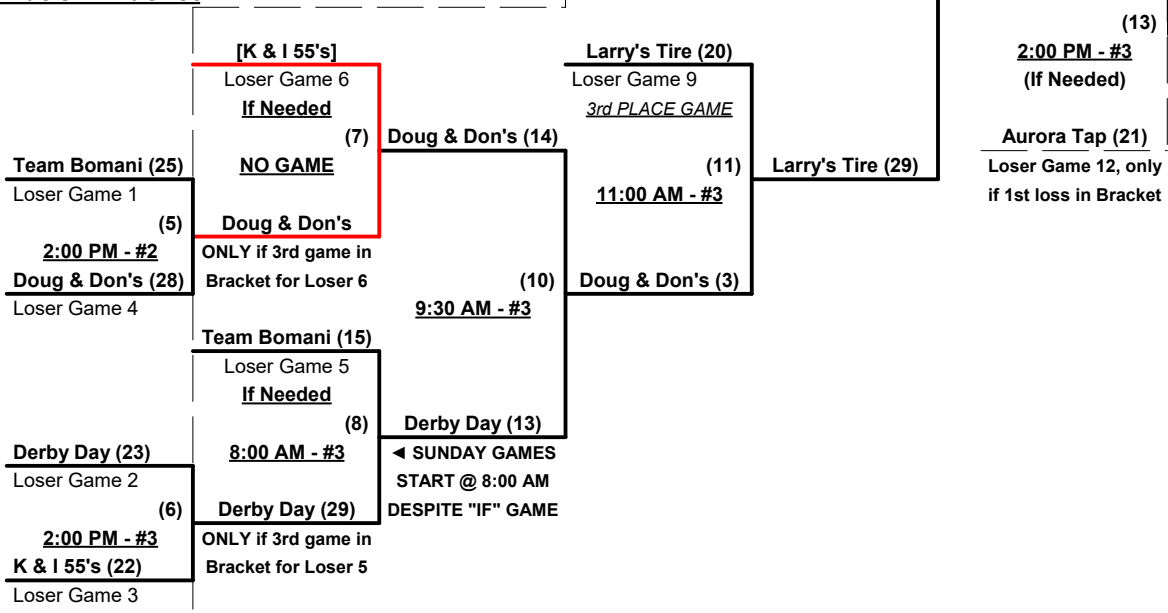 (13)
[K & I 55's]
Larry's Tire (20)
2:00 PM - #3
Loser Game 6
Loser Game 9
(If Needed)
If Needed
3rd PLACE GAME
(7)
Doug & Don's (14)
Aurora Tap (21)
Team Bomani (25)
NO GAME
(11)
Larry's Tire (29)
Loser Game 12, only
Loser Game 1
11:00 AM - #3
if 1st loss in Bracket
(5)
Doug & Don's
2:00 PM - #2
ONLY if 3rd game in
Doug & Don's (28)
Bracket for Loser 6
(10)
Doug & Don's (3)
Loser Game 4
9:30 AM - #3
Team Bomani (15)
Loser Game 5
If Needed
(8)
Derby Day (13)
Derby Day (23)
8:00 AM - #3
◄ SUNDAY GAMES
Loser Game 2
START @ 8:00 AM
(6)
Derby Day (29)
DESPITE "IF" GAME
2:00 PM - #3
ONLY if 3rd game in
K & I 55's (22)
Bracket for Loser 5
Loser Game 3